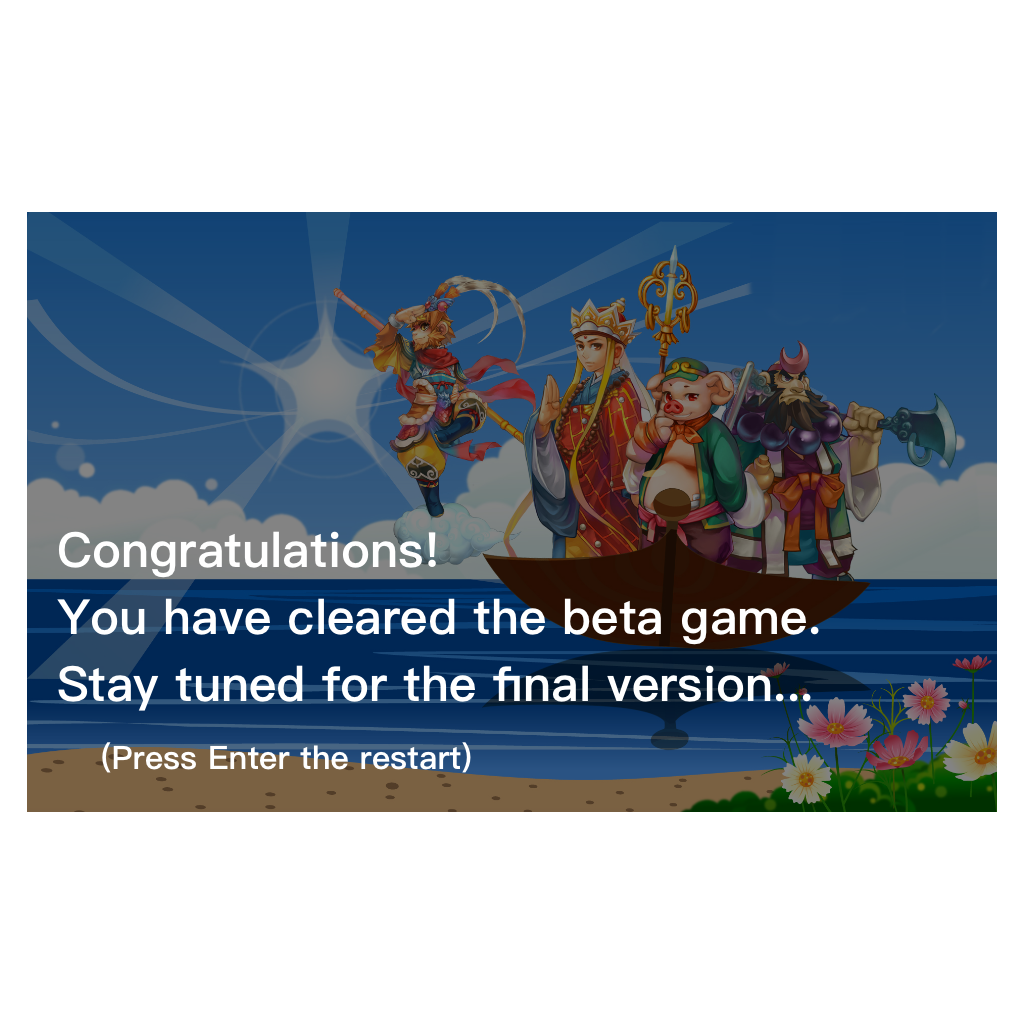 Congratulations!
You have cleared the beta game.
Stay tuned for the final version...
(Press Enter the restart)